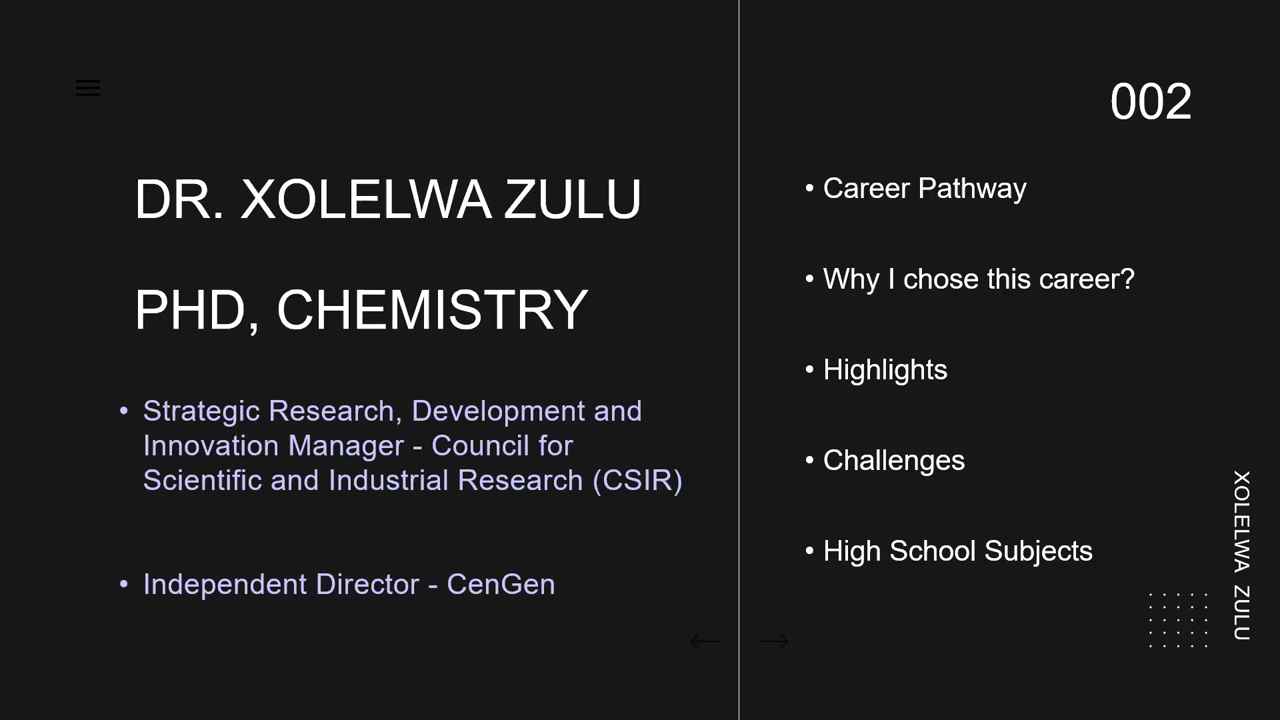 DR. XOLELWA ZULU
PHD, CHEMISTRY
• Strategic Research, Development and
Innovation Manager - Council for
Scientific and Industrial Research (CSIR)
• Independent Director - CenGen
002
• Career Pathway
• Why I chose this career?
• Highlights
• Challenges
• High School Subjects
XOLELWA ZULU